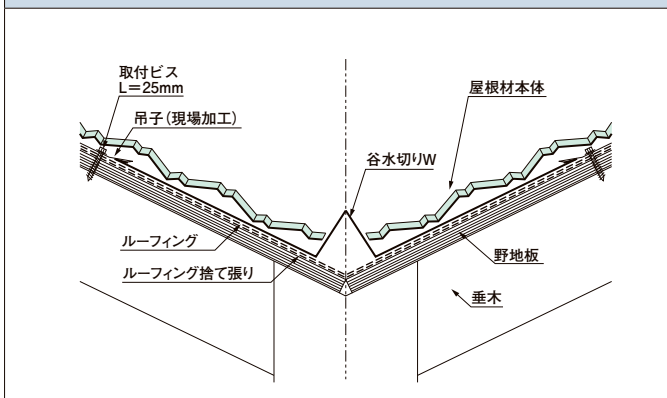 取付ビス
L=25mm
吊子(現場加工)
屋根材本体
谷水切りW
ルーフィング
ルーフィング捨て張り
野地板
垂木